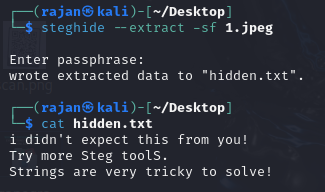 ┌──(rajan㉿kali)-[~/Desktop]
└─$ steghide --extract -sf 1.jpeg
Enter passphrase:
wrote extracted data to "hidden.txt".
┌──(rajan㉿kali)-[~/Desktop]
└─$ cat hidden.txt
i didn't expect this from you!
Try more Steg toolS.
Strings are very tricky to solve!